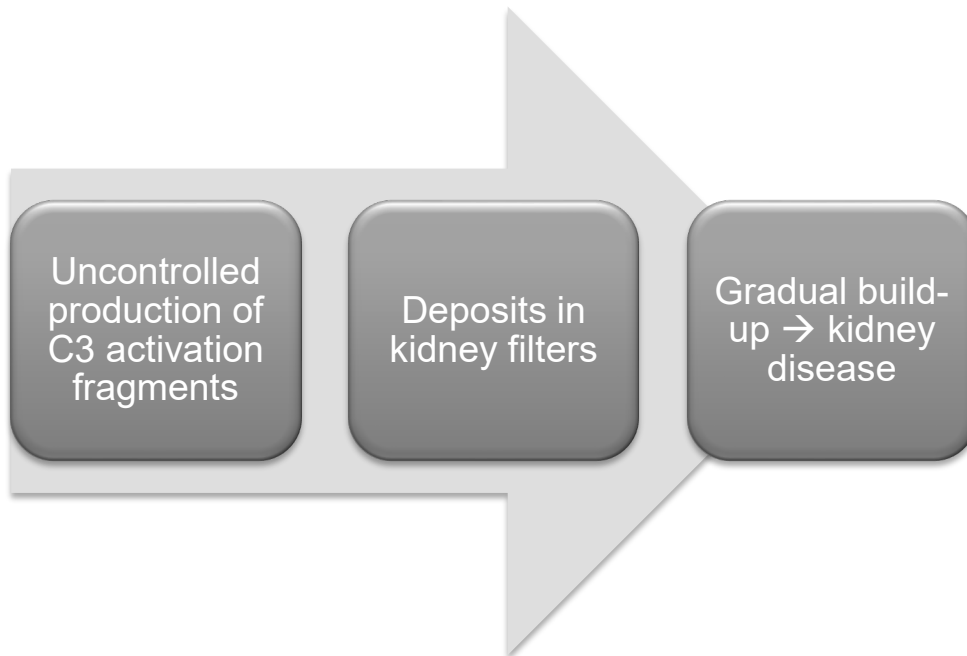 Uncontrolled
production of
C3 activation
fragments
Deposits in
kidney filters
Gradual build-
up → kidney
disease